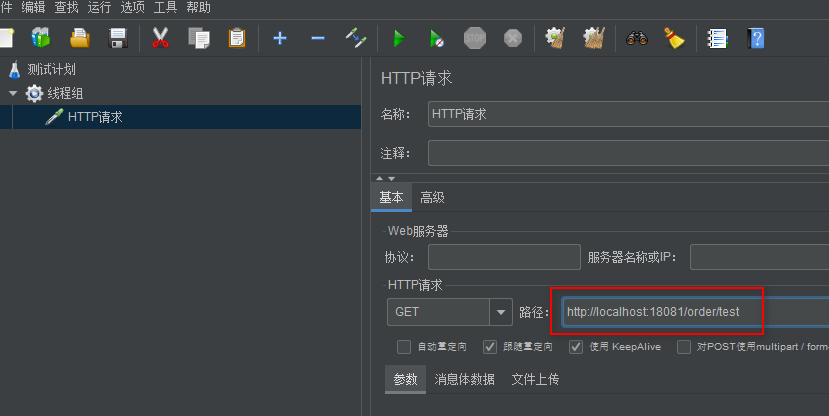 件 编辑 查找 运行 选项 工具 帮助
STOP
测试计划
线程组
HTTP请求
HTTP请求
名称： HTTP请求
注释：
基本 高级
Web服务器
协议： 服务器名称或IP：
HTTP请求
GET 路径： http://localhost:18081/order/test
自动重定向 跟随重定向 使用 KeepAlive 对POST使用multipart / form-
参数 消息体数据 文件上传